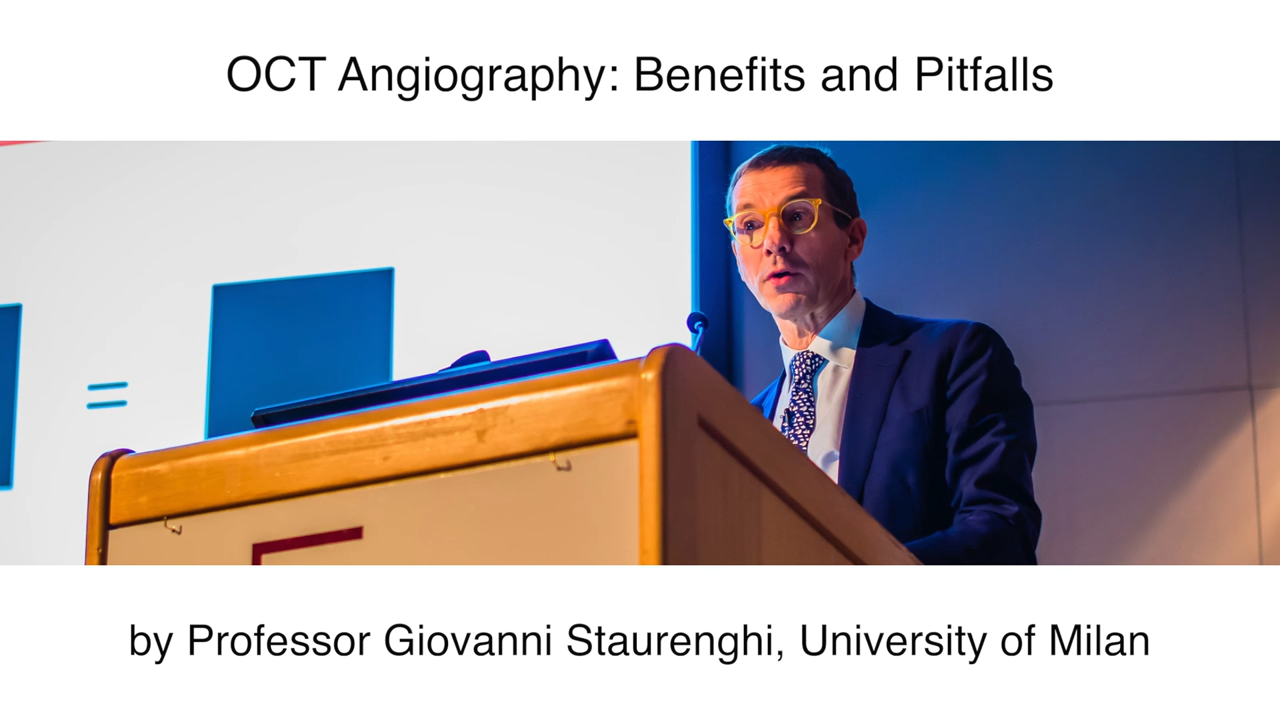 OCT Angiography: Benefits and Pitfalls
=
by Professor Giovanni Staurenghi, University of Milan